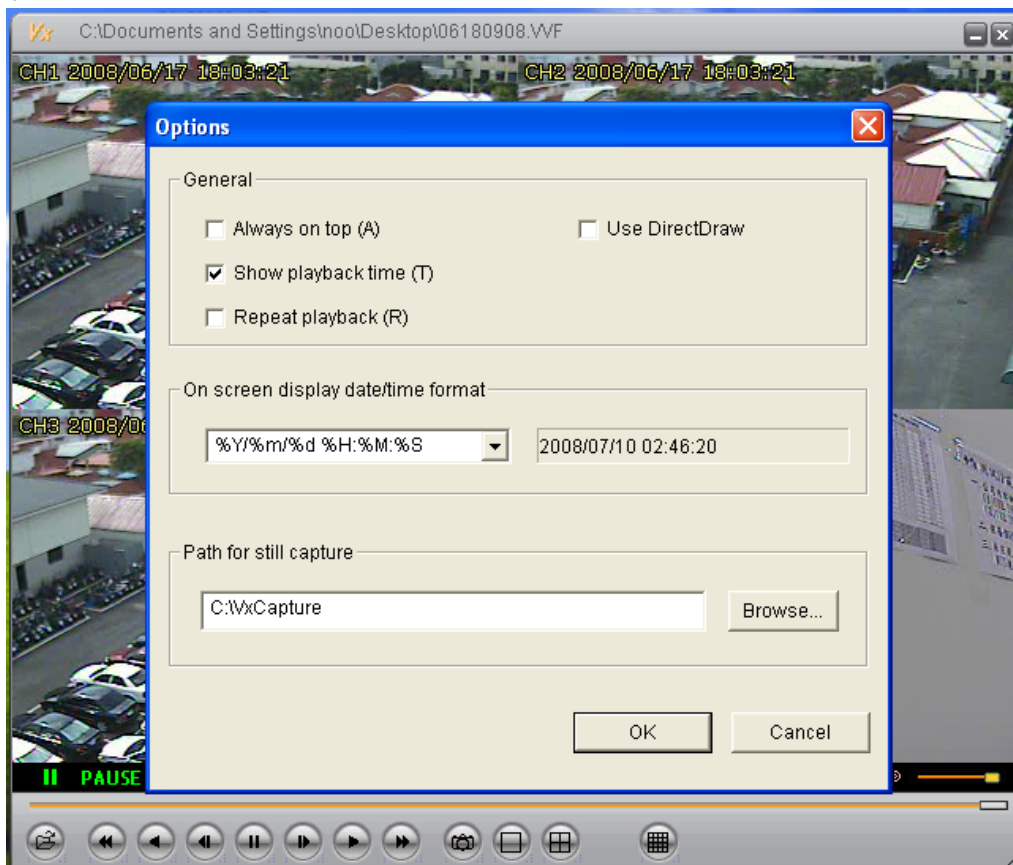 Vx C:\Documents and Settings\noo\Desktop\06180908.VVF
CH1 2008/06/17 18:03:21
CH2 2008/06/17 18:03:21
Options
General
Always on top (A)
Use DirectDraw
Show playback time (T)
Repeat playback (R)
On screen display date/time format
CH3 2008/06
%Y/%m/%d %H:%M:%S
2008/07/10 02:46:20
Path for still capture
C:\VxCapture
Browse...
OK
Cancel
PAUSE